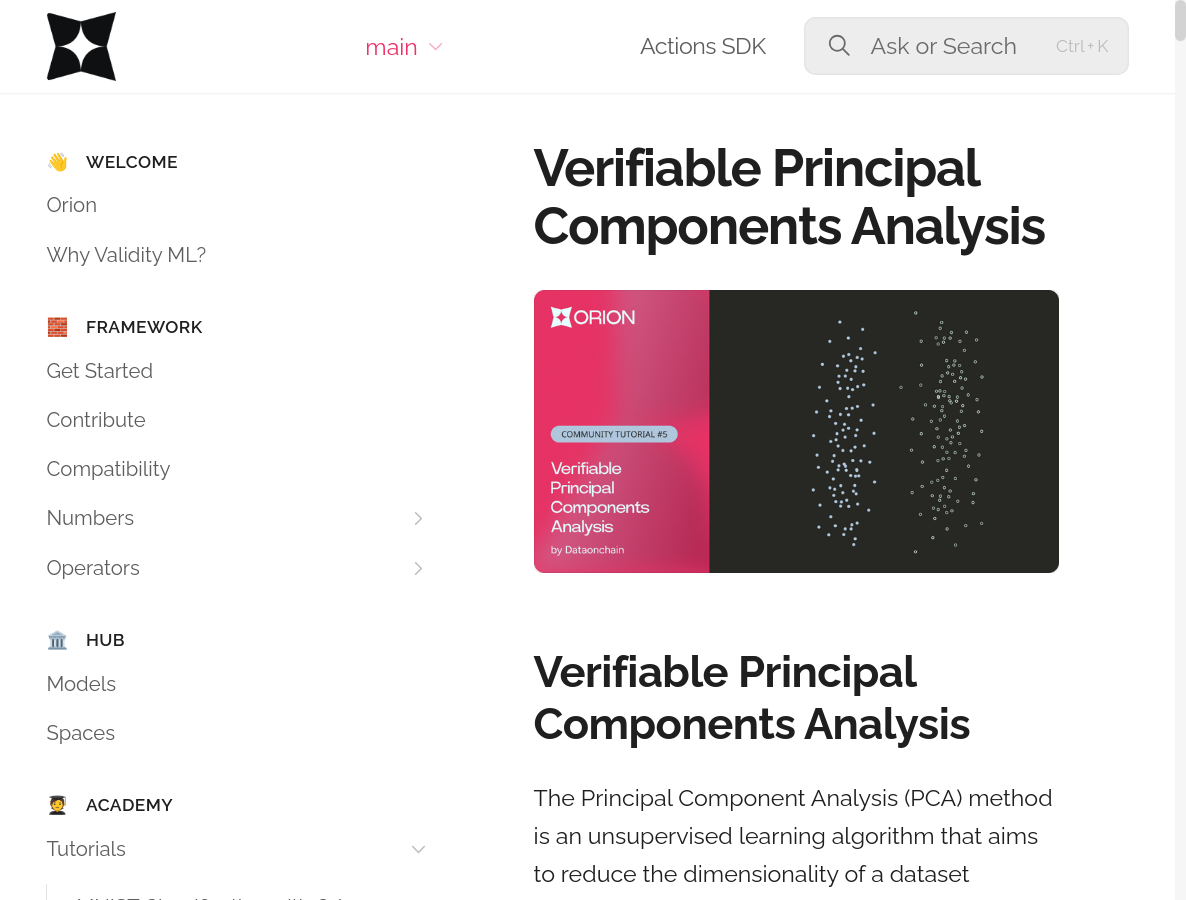 main
Actions SDK
Ask or Search
Ctrl + K
WELCOME
Orion
Why Validity ML?
FRAMEWORK
Get Started
Contribute
Compatibility
Numbers
Operators
HUB
Models
Spaces
ACADEMY
Tutorials
Verifiable Principal
Components Analysis
ORION
COMMUNITY TUTORIAL #5
Verifiable
Principal
Components
Analysis
by Dataonchain
Verifiable Principal
Components Analysis
The Principal Component Analysis (PCA) method
is an unsupervised learning algorithm that aims
to reduce the dimensionality of a dataset